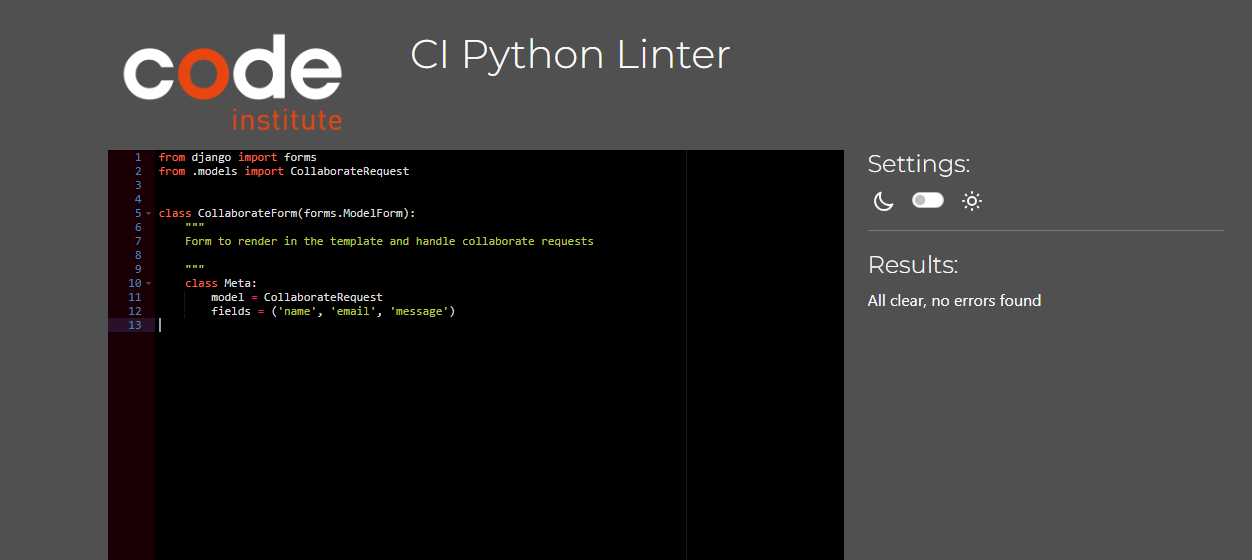 code
institute
CI Python Linter
1 from django import forms
2 from .models import CollaborateRequest
3
4
5 class CollaborateForm(forms.ModelForm):
6     """
7     Form to render in the template and handle collaborate requests
8
9     """
10     class Meta:
11         model = CollaborateRequest
12         fields = ('name', 'email', 'message')
13
Settings:
Results:
All clear, no errors found